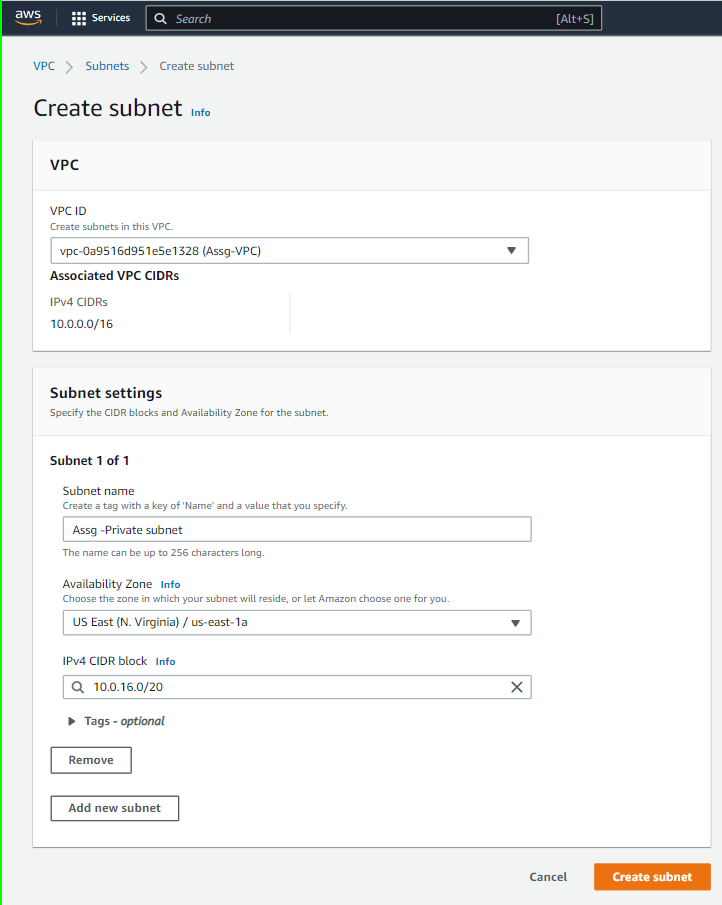 aws Services Search [Alt+S]
VPC Subnets Create subnet
Create subnet Info
VPC
VPC ID
Create subnets in this VPC.
vpc-0a9516d951e5e1328 (Assg-VPC)
Associated VPC CIDRs
IPv4 CIDRs
10.0.0.0/16
Subnet settings
Specify the CIDR blocks and Availability Zone for the subnet.
Subnet 1 of 1
Subnet name
Create a tag with a key of 'Name' and a value that you specify.
Assg -Private subnet
The name can be up to 256 characters long.
Availability Zone Info
Choose the zone in which your subnet will reside, or let Amazon choose one for you.
US East (N. Virginia) / us-east-1a
IPv4 CIDR block Info
10.0.16.0/20
Tags - optional
Remove
Add new subnet
Cancel Create subnet